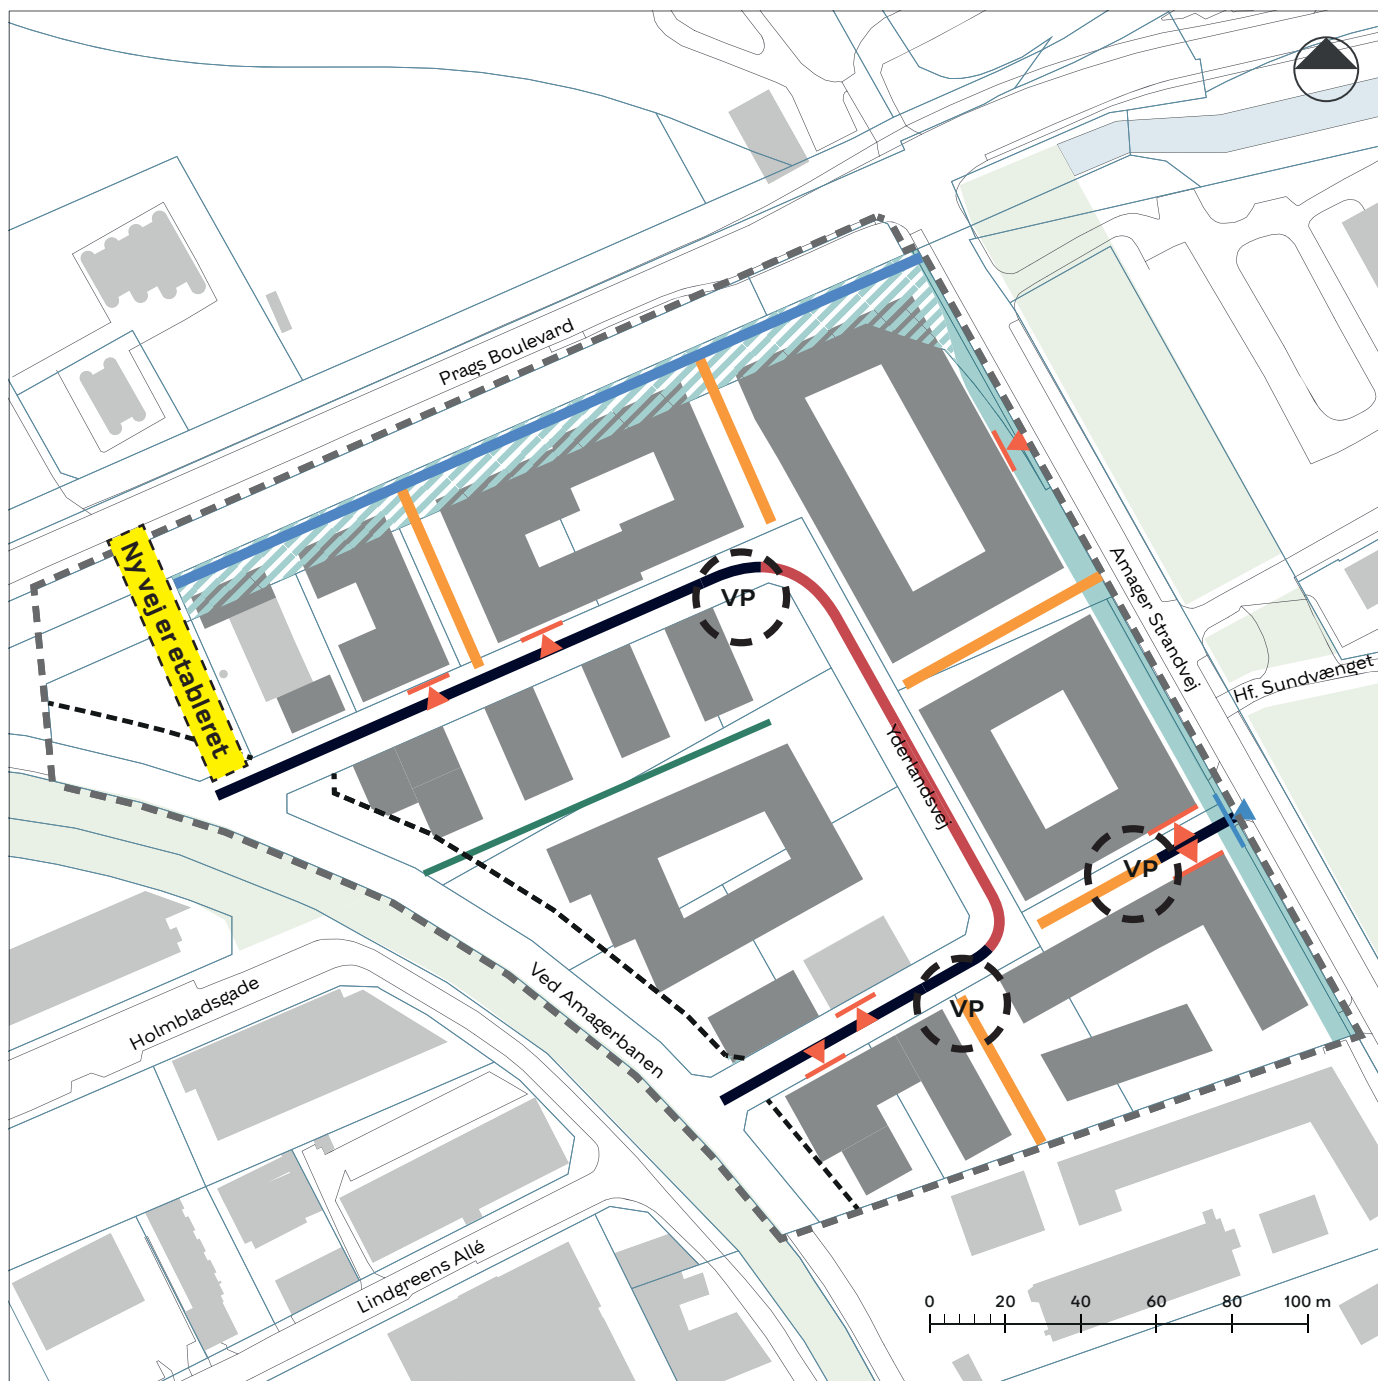 Prags Boulevard
Ny vej er etableret
VP
Amager Strandvej
Hf. Sundvænget
Yderlandsvej
VP
VP
Ved Amagerbanen
Holmbladsgade
Lindgreens Allé
0 20 40 60 80 100 m